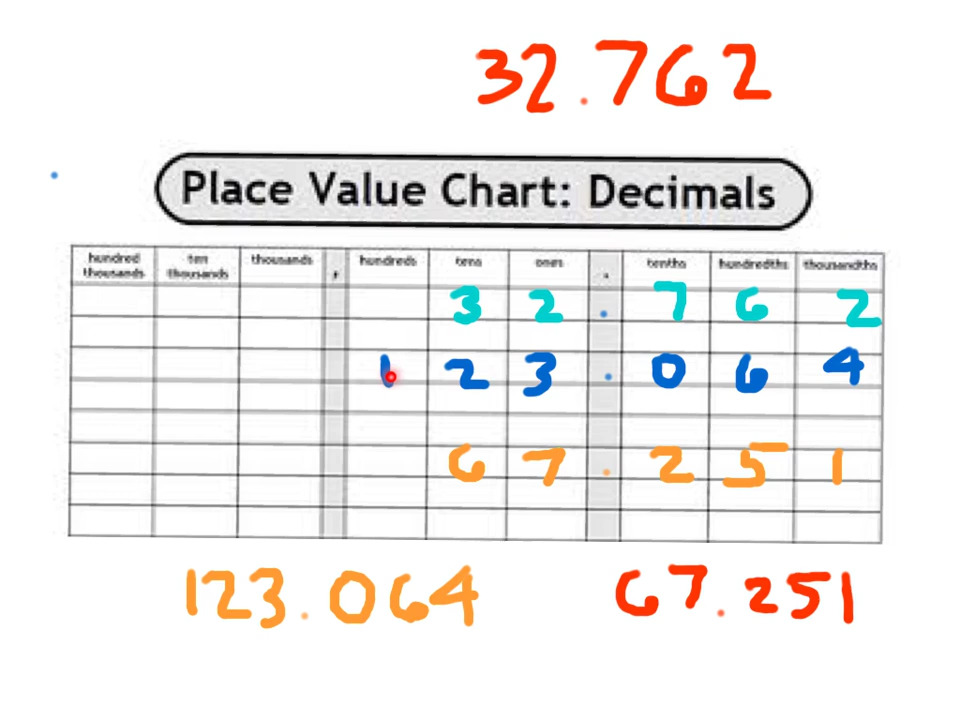 32.762
Place Value Chart: Decimals
hundred thousands ten thousands thousands , hundreds tens ones . tenths hundredths thousandths
3 2 . 7 6 2
1 2 3 . 0 6 4
6 7 . 2 5 1
123.064 67.251